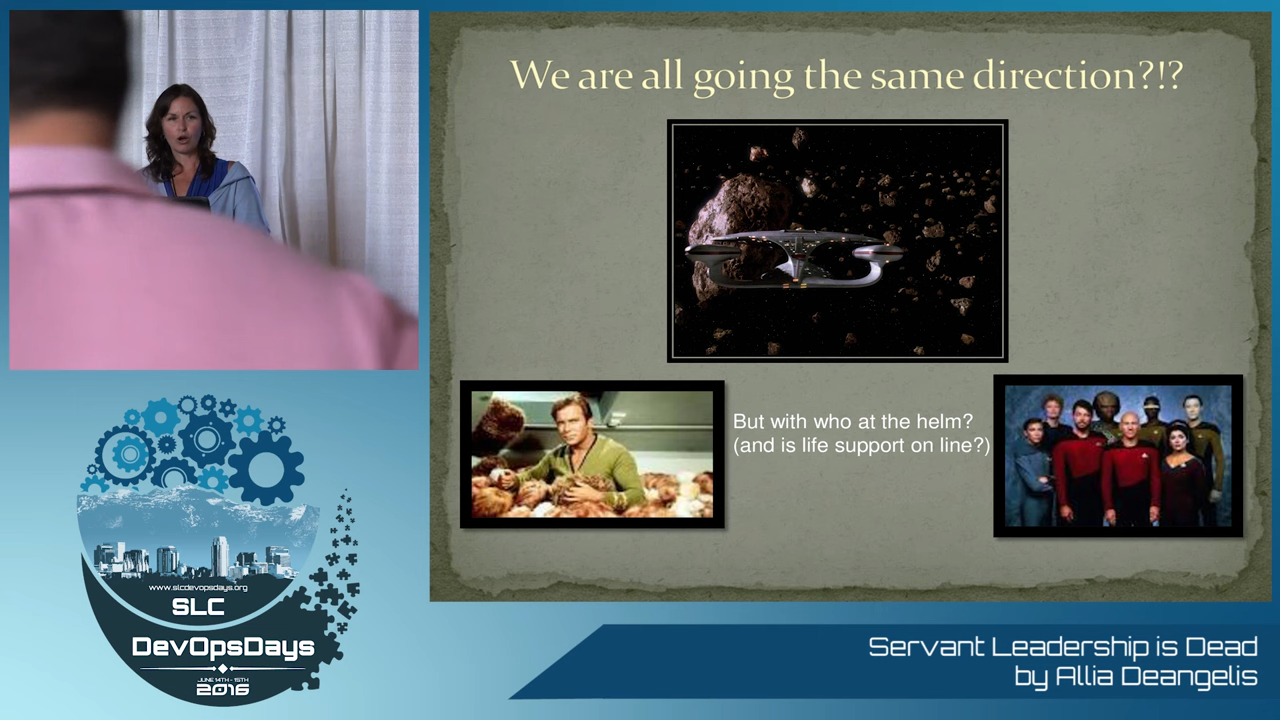 We are all going the same direction?!?
But with who at the helm?
(and is life support on line?)
www.slcdevopsdays.org
SLC
DevOpsDays
JUNE 14TH - 15TH
2016
Servant Leadership is Dead
by Allia Deangelis